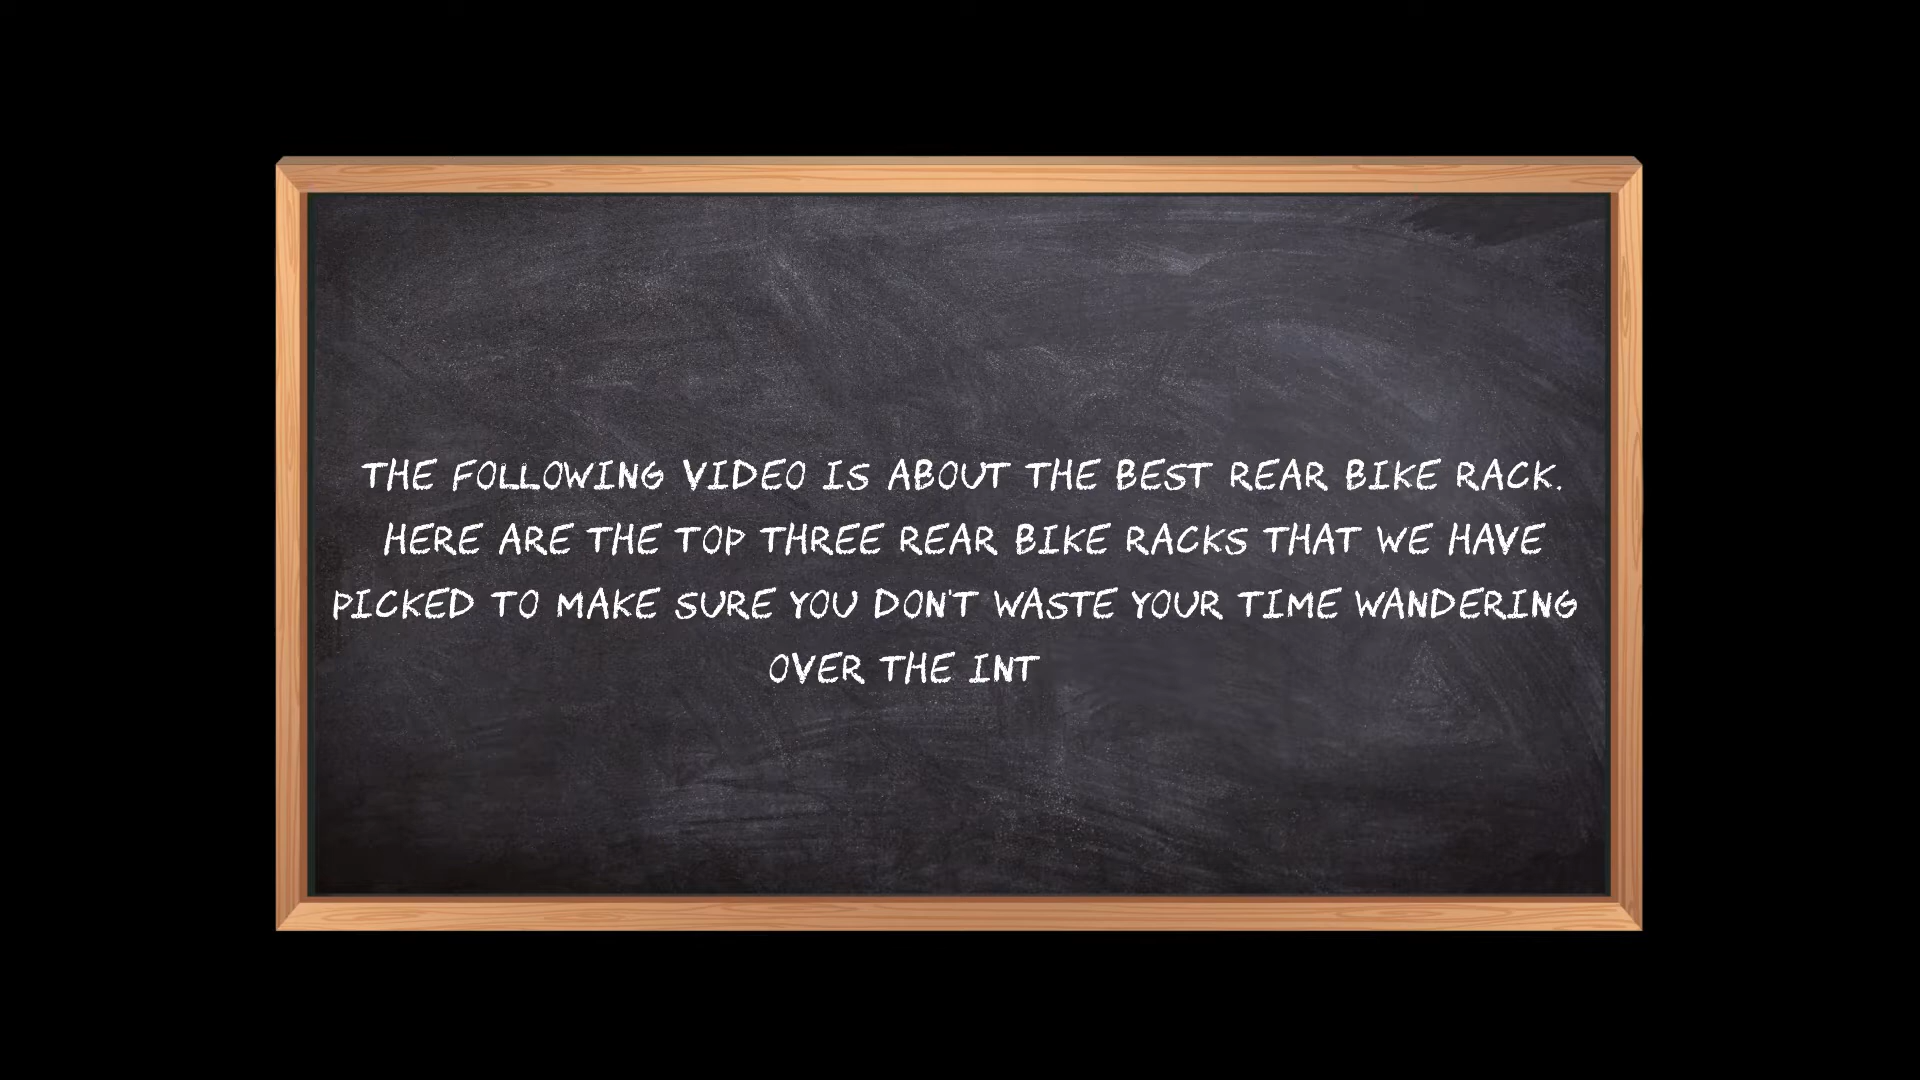 THE FOLLOWING VIDEO IS ABOUT THE BEST REAR BIKE RACK.
HERE ARE THE TOP THREE REAR BIKE RACKS THAT WE HAVE
PICKED TO MAKE SURE YOU DON'T WASTE YOUR TIME WANDERING
OVER THE INT